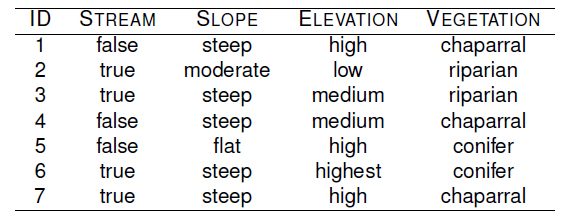 ID STREAM SLOPE ELEVATION VEGETATION
1 false steep high chaparral
2 true moderate low riparian
3 true steep medium riparian
4 false steep medium chaparral
5 false flat high conifer
6 true steep highest conifer
7 true steep high chaparral